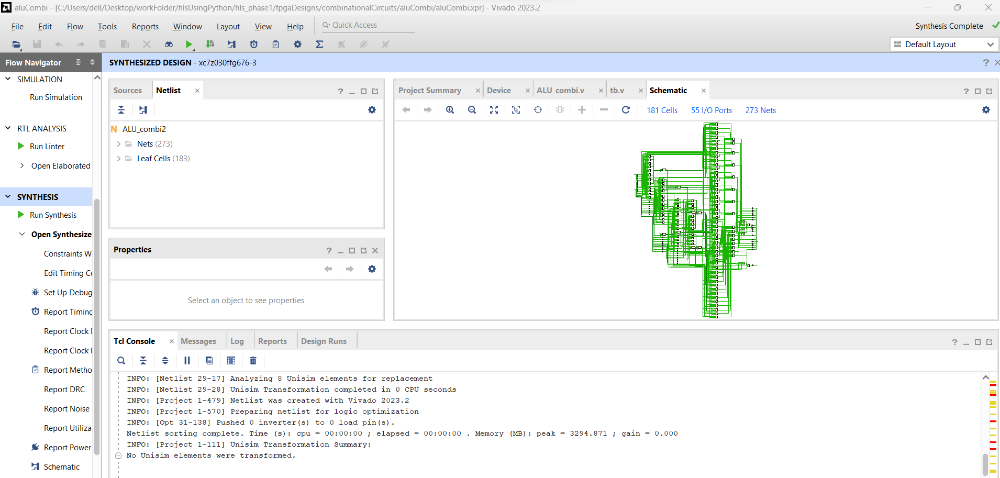 aluCombi - [C:/Users/dell/Desktop/workFolder/hlsUsingPython/hls_phase1/fpgaDesigns/combinationalCircuits/aluCombi/aluCombi.xpr] - Vivado 2023.2
File Edit Flow Tools Reports Window Layout View Help Quick Access
Synthesis Complete
Default Layout
Flow Navigator
SYNTHESIZED DESIGN - xc7z030ffg676-3
SIMULATION
Run Simulation
RTL ANALYSIS
Run Linter
Open Elaborated
SYNTHESIS
Run Synthesis
Open Synthesize
Constraints W
Edit Timing Co
Set Up Debug
Report Timing
Report Clock N
Report Clock I
Report Metho
Report DRC
Report Noise
Report Utiliza
Report Power
Schematic
Sources Netlist
ALU_combi2
Nets (273)
Leaf Cells (183)
Properties
Select an object to see properties
Project Summary Device ALU_combi.v tb.v Schematic
181 Cells 55 I/O Ports 273 Nets
Tcl Console Messages Log Reports Design Runs
INFO: [Netlist 29-17] Analyzing 8 Unisim elements for replacement
INFO: [Netlist 29-28] Unisim Transformation completed in 0 CPU seconds
INFO: [Project 1-479] Netlist was created with Vivado 2023.2
INFO: [Project 1-570] Preparing netlist for logic optimization
INFO: [Opt 31-138] Pushed 0 inverter(s) to 0 load pin(s).
Netlist sorting complete. Time (s): cpu = 00:00:00 ; elapsed = 00:00:00 . Memory (MB): peak = 3294.871 ; gain = 0.000
INFO: [Project 1-111] Unisim Transformation Summary:
No Unisim elements were transformed.